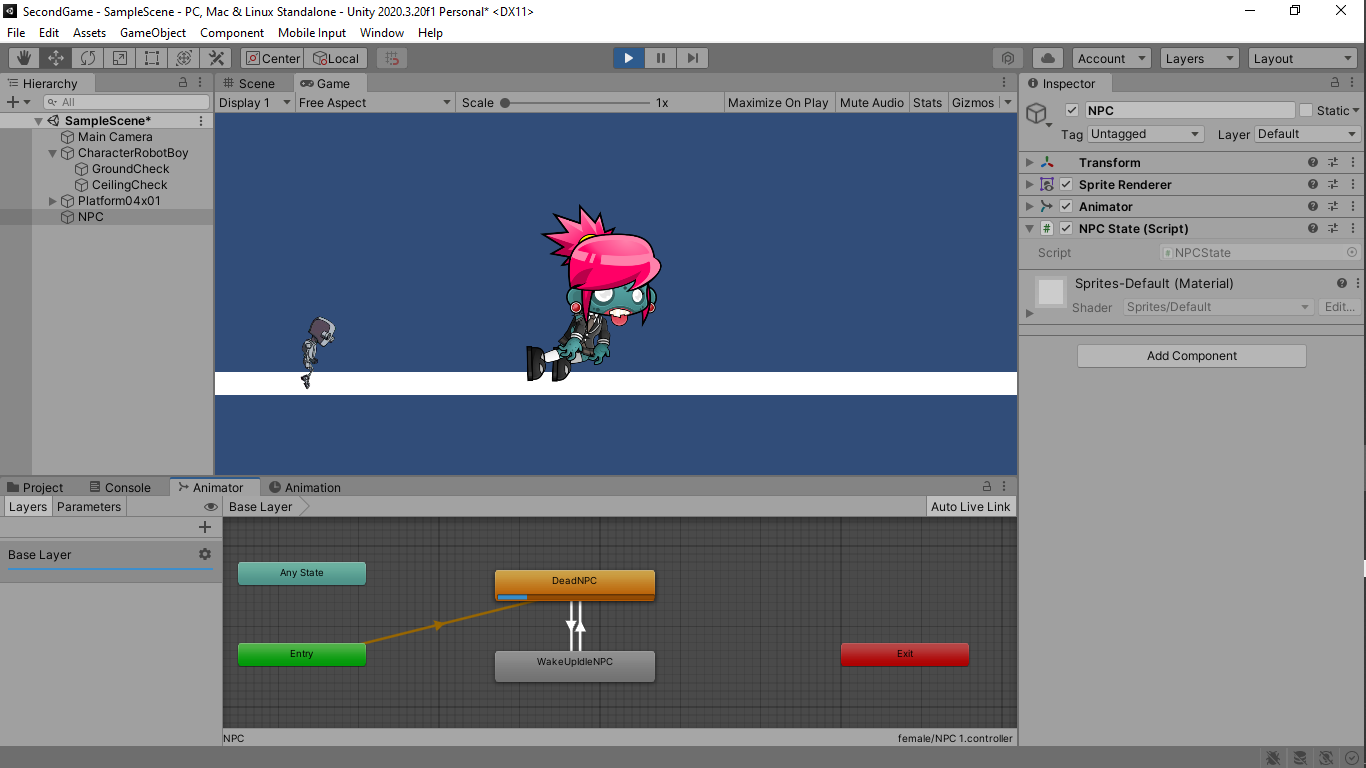 SecondGame - SampleScene - PC, Mac & Linux Standalone - Unity 2020.3.20f1 Personal* <DX11>
File Edit Assets GameObject Component Mobile Input Window Help
Center Local Account Layers Layout
Hierarchy
All
SampleScene*
Main Camera
CharacterRobotBoy
GroundCheck
CeilingCheck
Platform04x01
NPC
Scene Game
Display 1 Free Aspect Scale 1x Maximize On Play Mute Audio Stats Gizmos
Inspector
NPC Static
Tag Untagged Layer Default
Transform
Sprite Renderer
Animator
# NPC State (Script)
Script NPCState
Sprites-Default (Material)
Shader Sprites/Default Edit...
Add Component
Project Console Animator Animation
Layers Parameters Base Layer Auto Live Link
Base Layer
Any State
DeadNPC
Entry
WakeUpIdleNPC
Exit
NPC female/NPC 1.controller